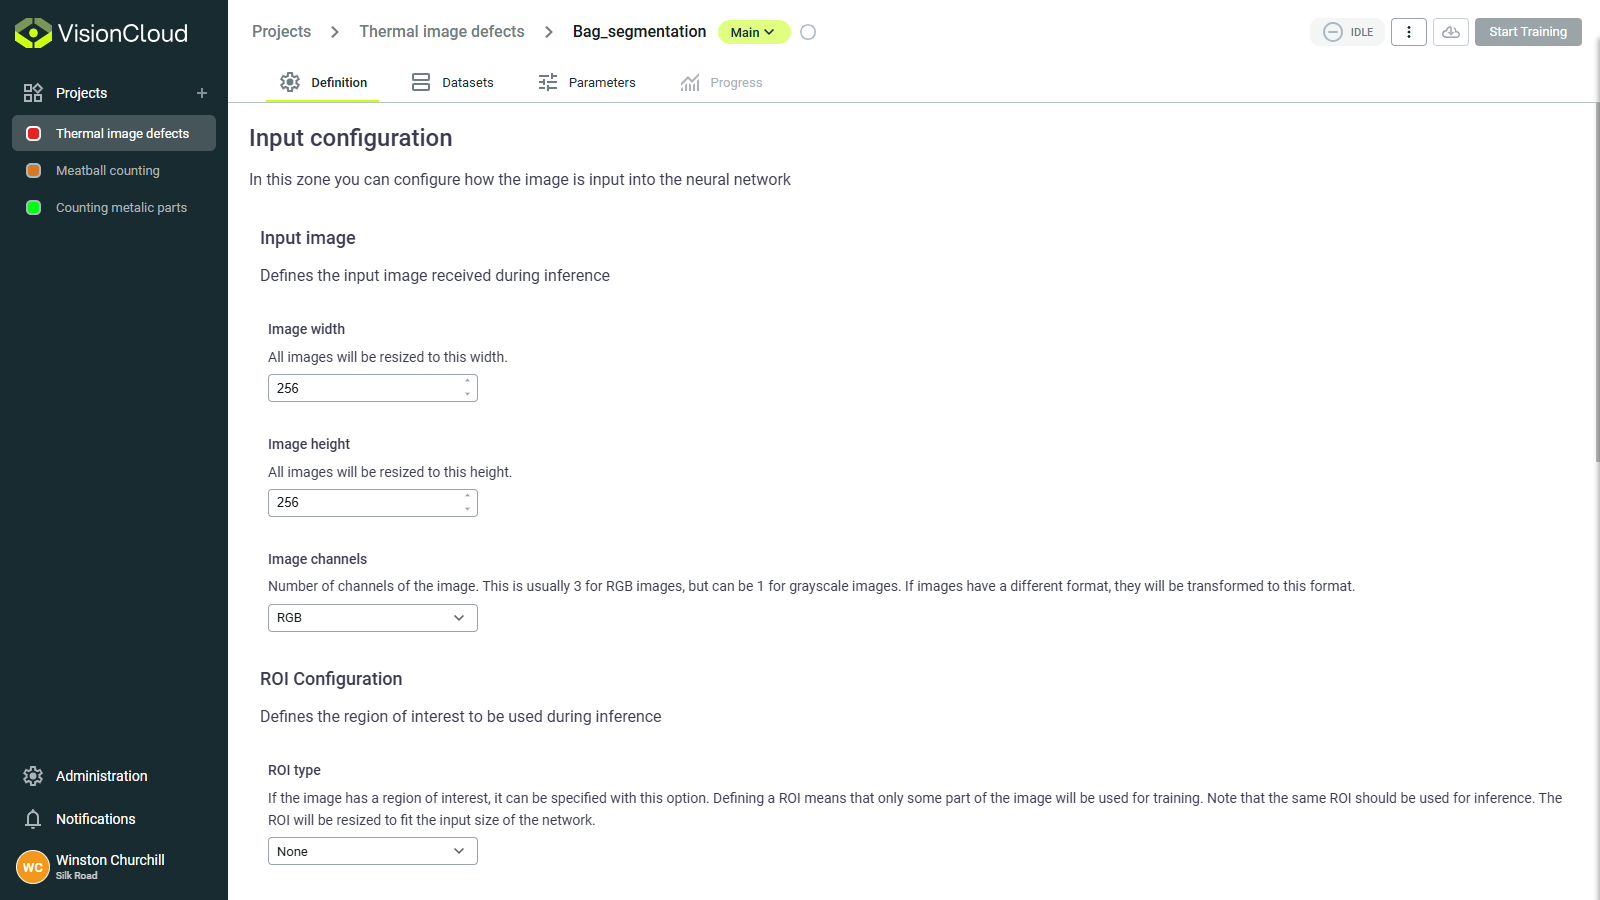 VisionCloud
Projects
Thermal image defects
Meatball counting
Counting metalic parts
Administration
Notifications
WC
Winston Churchill
Silk Road
Projects > Thermal image defects > Bag_segmentation Main
IDLE
Start Training
Definition Datasets Parameters Progress
Input configuration
In this zone you can configure how the image is input into the neural network
Input image
Defines the input image received during inference
Image width
All images will be resized to this width.
256
Image height
All images will be resized to this height.
256
Image channels
Number of channels of the image. This is usually 3 for RGB images, but can be 1 for grayscale images. If images have a different format, they will be transformed to this format.
RGB
ROI Configuration
Defines the region of interest to be used during inference
ROI type
If the image has a region of interest, it can be specified with this option. Defining a ROI means that only some part of the image will be used for training. Note that the same ROI should be used for inference. The
ROI will be resized to fit the input size of the network.
None